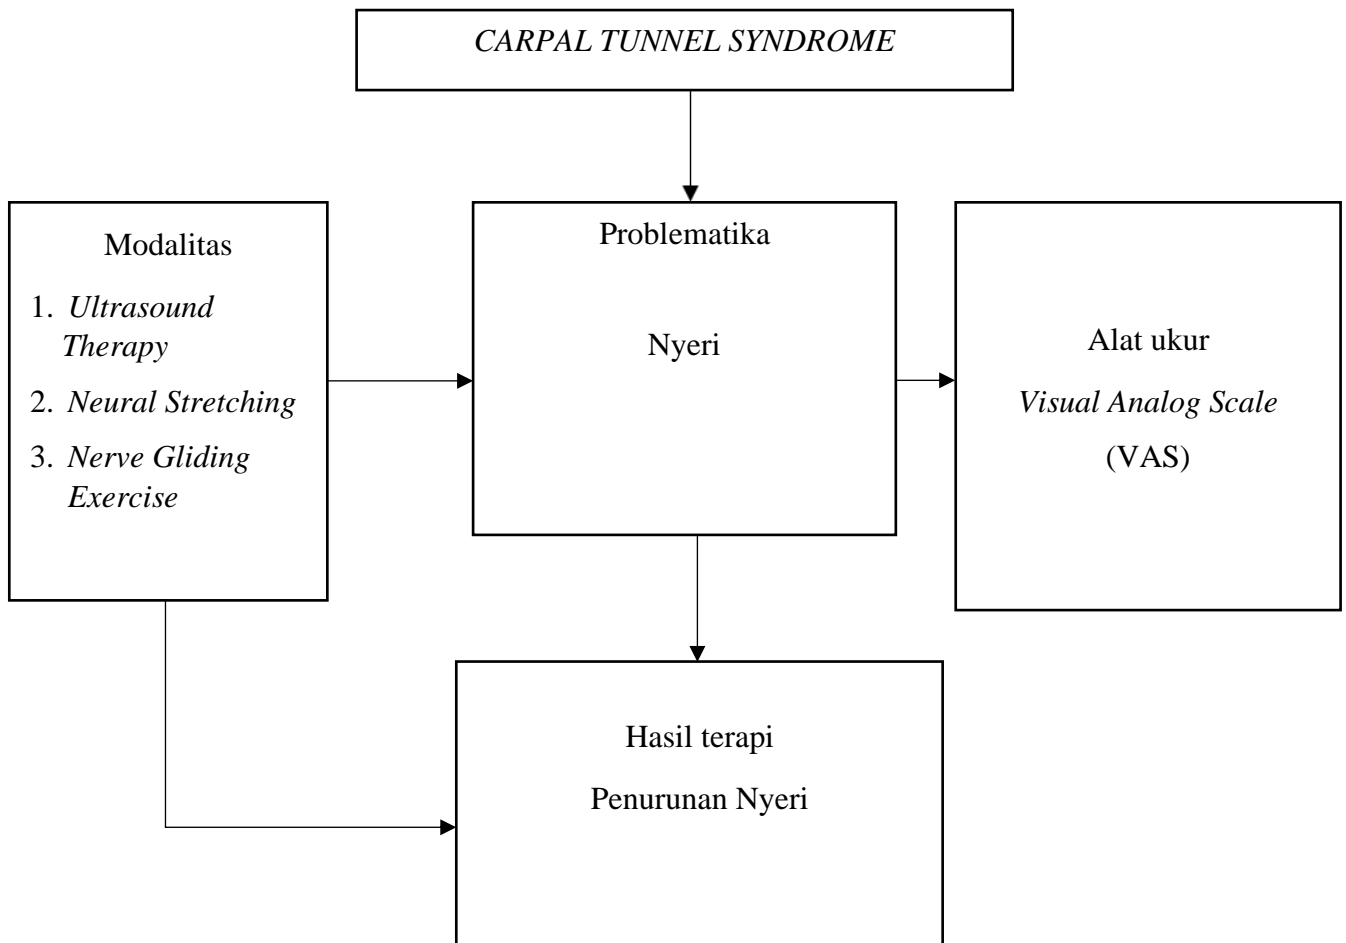 CARPAL TUNNEL SYNDROME
Modalitas
1. Ultrasound
Therapy
2. Neural Stretching
3. Nerve Gliding
Exercise
Problematika
Nyeri
Alat ukur
Visual Analog Scale
(VAS)
Hasil terapi
Penurunan Nyeri